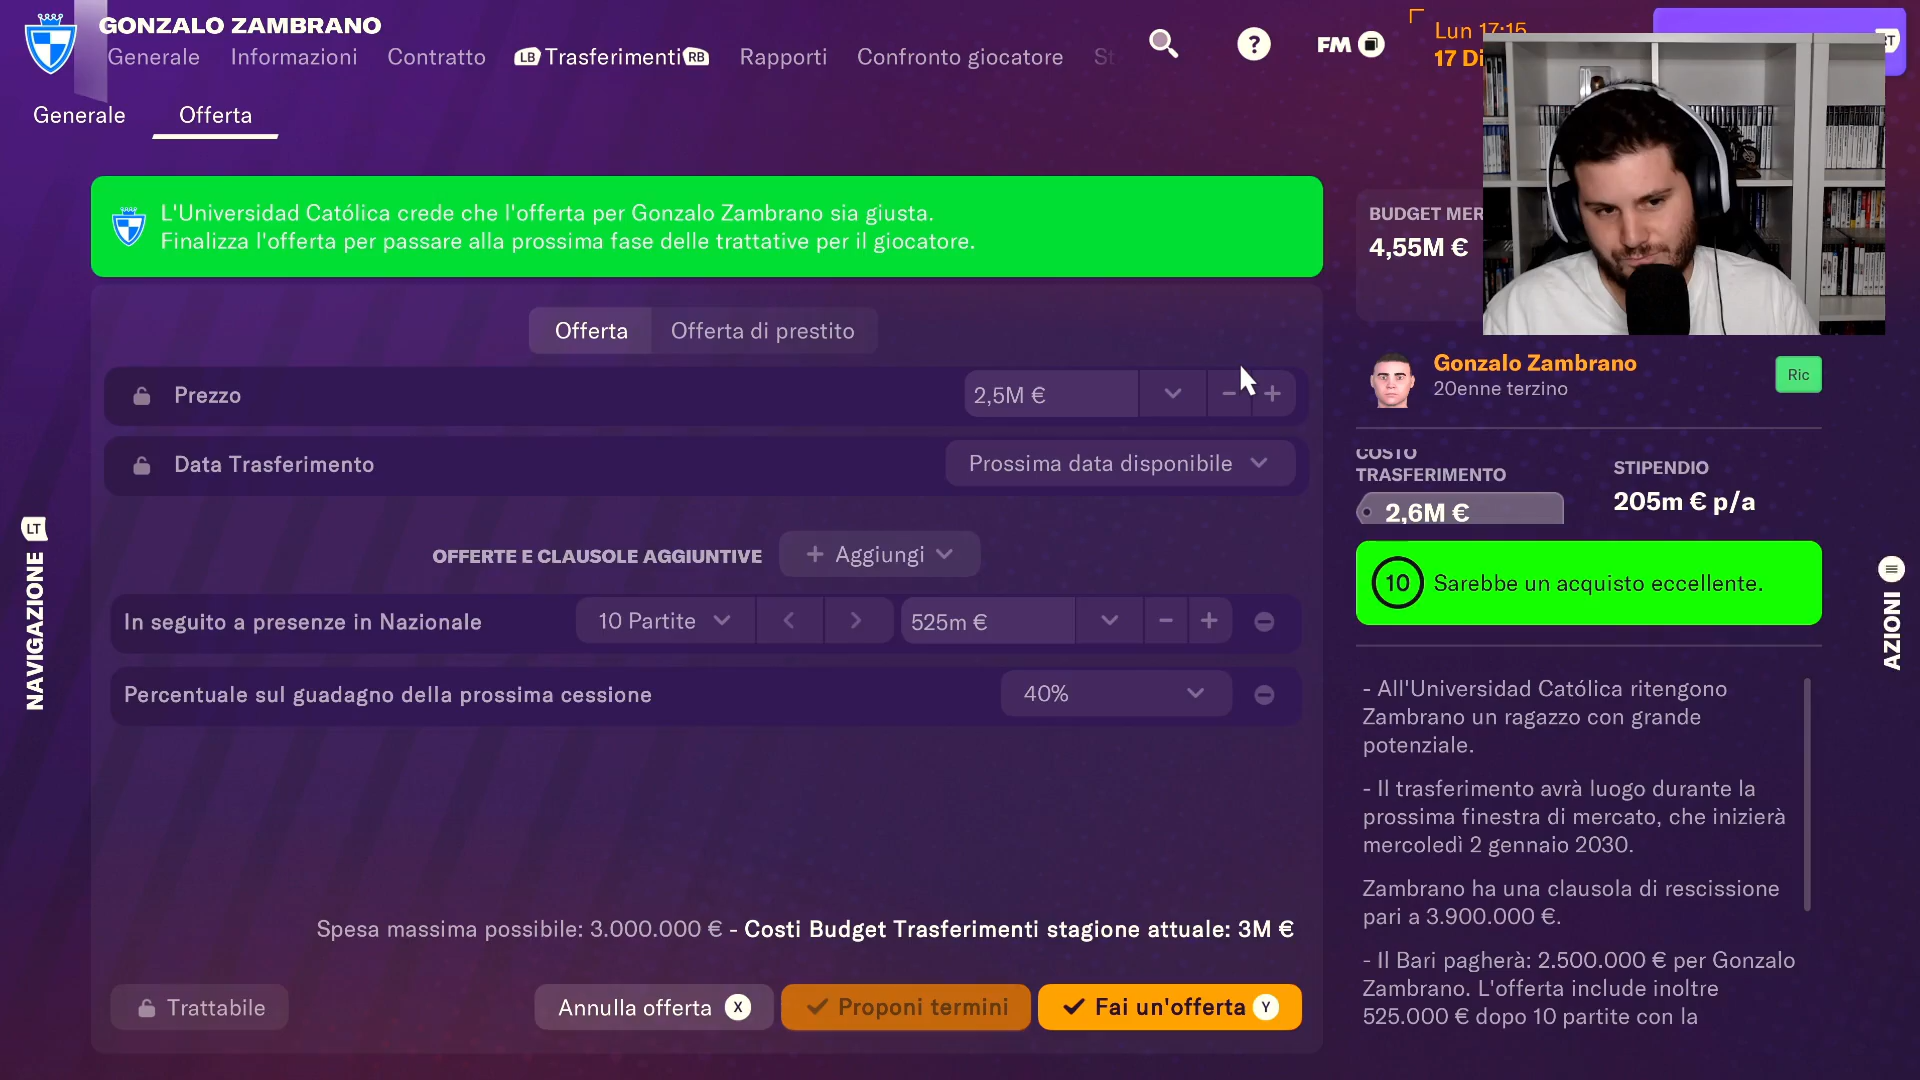 GONZALO ZAMBRANO
Generale
Informazioni
Contratto
LB Trasferimenti RB
Rapporti
Confronto giocatore
St
?
FM
Lun 17:15
17 Di
Generale
Offerta
L'Universidad Católica crede che l'offerta per Gonzalo Zambrano sia giusta.
Finalizza l'offerta per passare alla prossima fase delle trattative per il giocatore.
Offerta
Offerta di prestito
Prezzo
2,5M €
Data Trasferimento
Prossima data disponibile
OFFERTE E CLAUSOLE AGGIUNTIVE
+ Aggiungi
In seguito a presenze in Nazionale
10 Partite
525m €
Percentuale sul guadagno della prossima cessione
40%
Spesa massima possibile: 3.000.000 € - Costi Budget Trasferimenti stagione attuale: 3M €
Trattabile
Annulla offerta X
Proponi termini
Fai un'offerta Y
LT
NAVIGAZIONE
BUDGET MER
4,55M €
Gonzalo Zambrano
20enne terzino
Ric
COSTO
TRASFERIMENTO
2,6M €
STIPENDIO
205m € p/a
10 Sarebbe un acquisto eccellente.
- All'Universidad Católica ritengono
Zambrano un ragazzo con grande
potenziale.
- Il trasferimento avrà luogo durante la
prossima finestra di mercato, che inizierà
mercoledì 2 gennaio 2030.
Zambrano ha una clausola di rescissione
pari a 3.900.000 €.
- Il Bari pagherà: 2.500.000 € per Gonzalo
Zambrano. L'offerta include inoltre
525.000 € dopo 10 partite con la
AZIONI